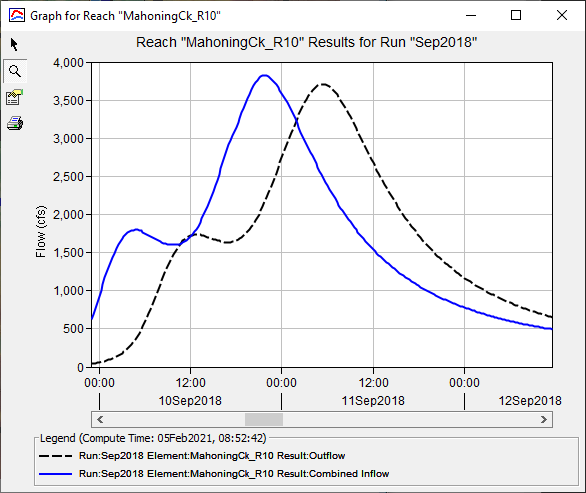 Graph for Reach "MahoningCk_R10"
Reach "MahoningCk_R10" Results for Run "Sep2018"
4,000
3,500
3,000
2,500
2,000
1,500
1,000
500
0
Flow (cfs)
00:00 12:00 00:00 12:00 00:00
10Sep2018 11Sep2018 12Sep2018
Legend (Compute Time: 05Feb2021, 08:52:42)
Run:Sep2018 Element:MahoningCk_R10 Result:Outflow
Run:Sep2018 Element:MahoningCk_R10 Result:Combined Inflow